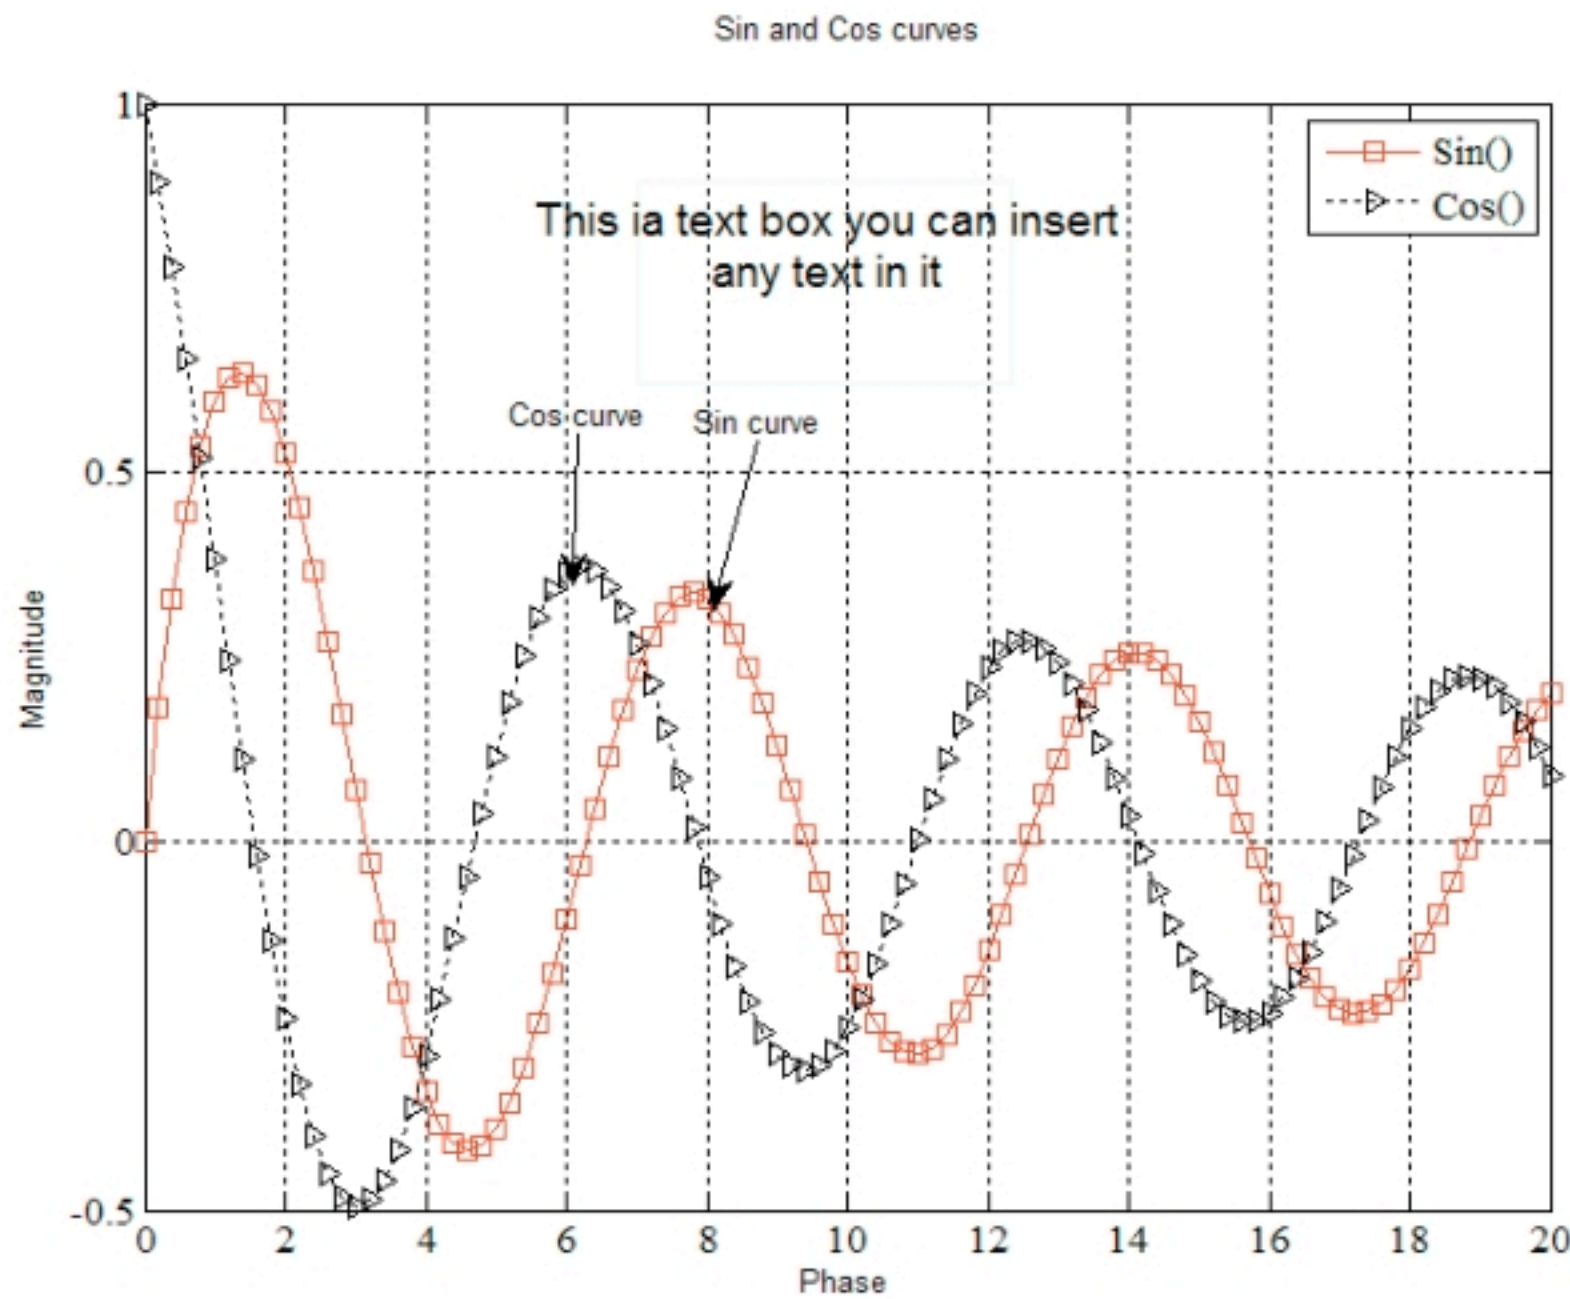 Sin and Cos curves
1
Sin()
Cos()
This ia text box you can insert
any text in it
Cos curve
Sin curve
0.5
Magnitude
0
-0.5
0 2 4 6 8 10 12 14 16 18 20
Phase